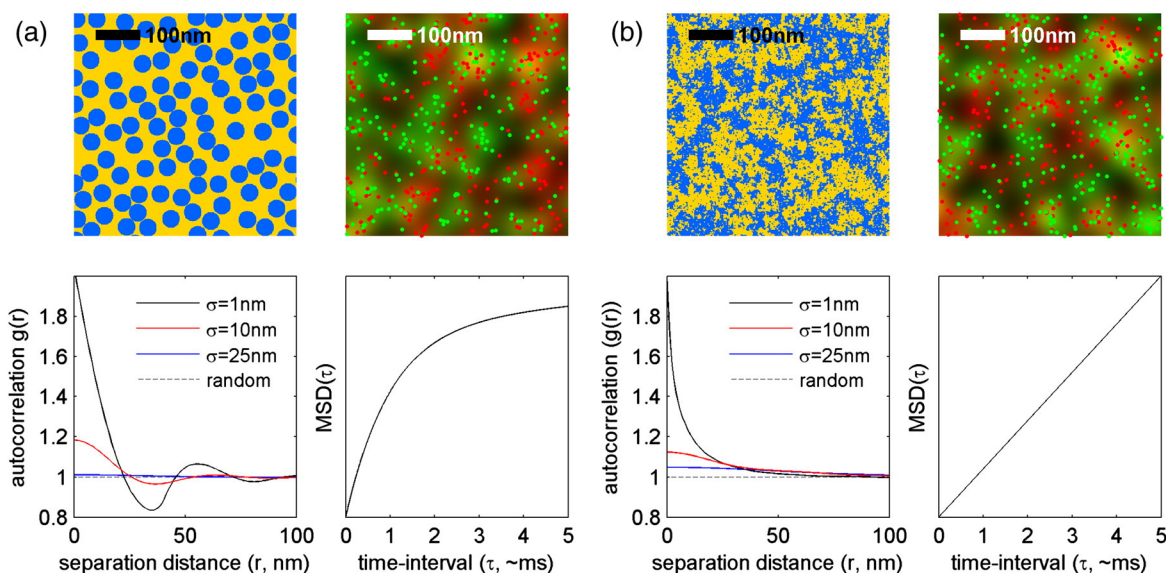 (a)
100nm
100nm
(b)
100nm
100nm
autocorrelation g(r)
1.8
1.6
1.4
1.2
1
0.8
σ=1nm
σ=10nm
σ=25nm
random
0
50
100
separation distance (r, nm)
MSD(τ)
0
1
2
3
4
5
time-interval (τ, ~ms)
autocorrelation (g(r))
1.8
1.6
1.4
1.2
1
0.8
σ=1nm
σ=10nm
σ=25nm
random
0
50
100
separation distance (r, nm)
MSD(τ)
0
1
2
3
4
5
time-interval (τ, ~ms)